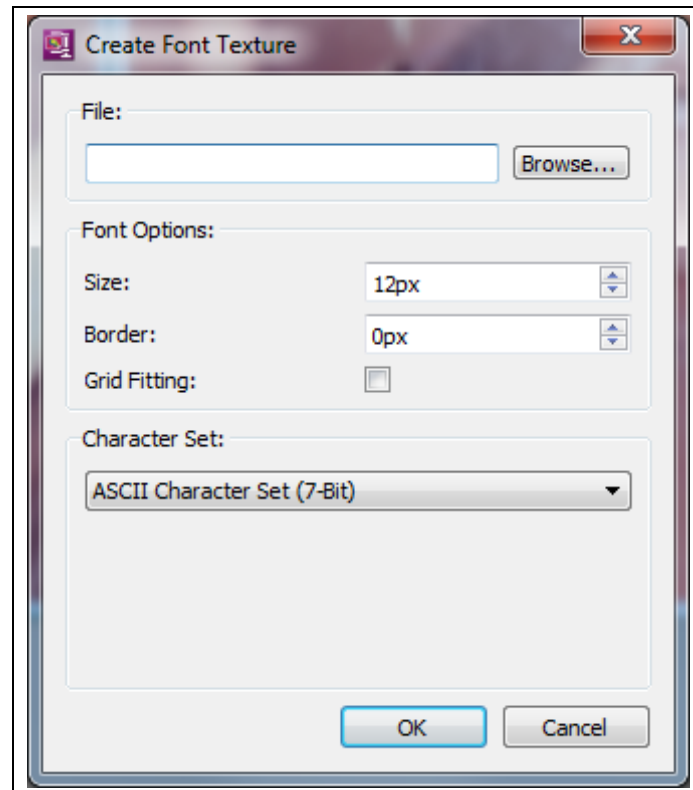 Create Font Texture
File:
Browse...
Font Options:
Size: 12px
Border: 0px
Grid Fitting:
Character Set:
ASCII Character Set (7-Bit)
OK Cancel